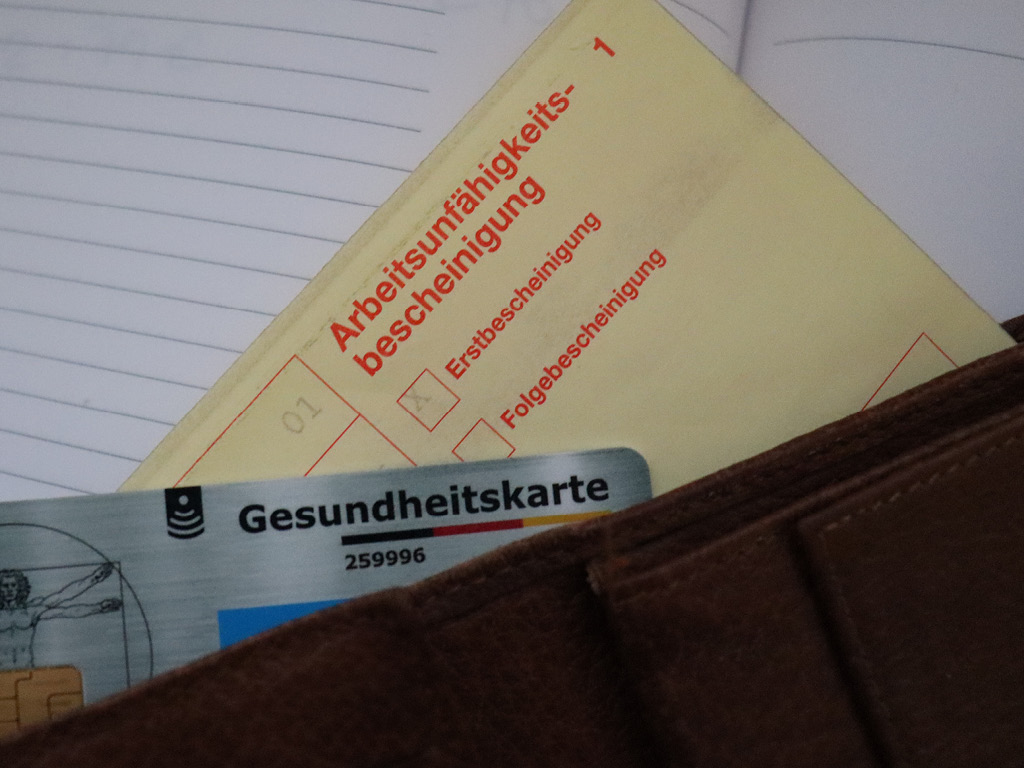 1
Arbeitsunfähigkeits-
bescheinigung
01
X
Erstbescheinigung
Folgebescheinigung
Gesundheitskarte
259996